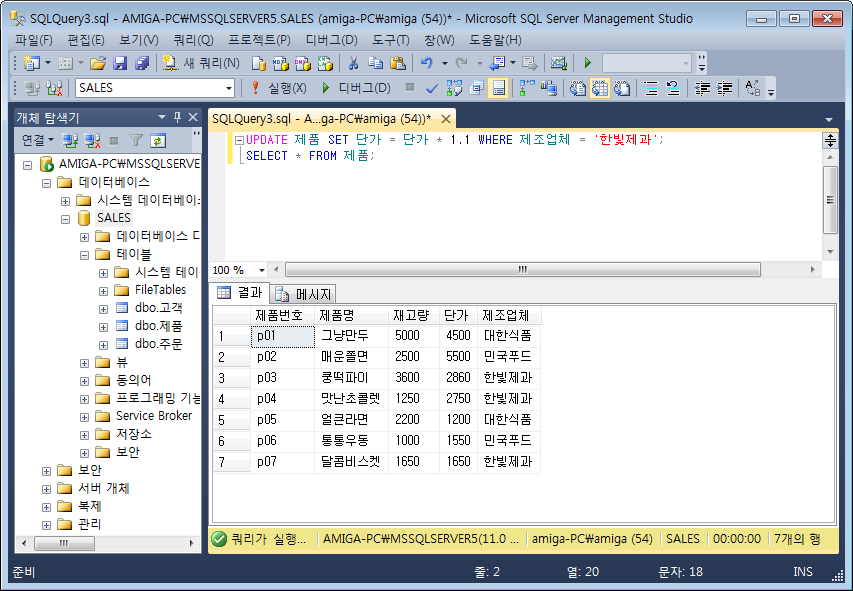 SQLQuery3.sql - AMIGA-PC₩MSSQLSERVER5.SALES (amiga-PC₩amiga (54))* - Microsoft SQL Server Management Studio
파일(F) 편집(E) 보기(V) 쿼리(Q) 프로젝트(P) 디버그(D) 도구(T) 창(W) 도움말(H)
새 쿼리(N)
SALES 실행(X) 디버그(D)
개체 탐색기
연결
AMIGA-PC₩MSSQLSERVE
데이터베이스
시스템 데이터베이스
SALES
데이터베이스 다
테이블
시스템 테이
FileTables
dbo.고객
dbo.제품
dbo.주문
뷰
동의어
프로그래밍 기능
Service Broker
저장소
보안
보안
서버 개체
복제
관리
SQLQuery3.sql - A...ga-PC₩amiga (54))*
UPDATE 제품 SET 단가 = 단가 * 1.1 WHERE 제조업체 = '한빛제과';
SELECT * FROM 제품;
100 %
결과 메시지
제품번호 제품명 재고량 단가 제조업체
1 p01 그냥만두 5000 4500 대한식품
2 p02 매운쫄면 2500 5500 민국푸드
3 p03 쿵떡파이 3600 2860 한빛제과
4 p04 맛난초콜렛 1250 2750 한빛제과
5 p05 얼큰라면 2200 1200 대한식품
6 p06 통통우동 1000 1550 민국푸드
7 p07 달콤비스켓 1650 1650 한빛제과
쿼리가 실행... AMIGA-PC₩MSSQLSERVER5(11.0 ... amiga-PC₩amiga (54) SALES 00:00:00 7개의 행
준비 줄: 2 열: 20 문자: 18 INS